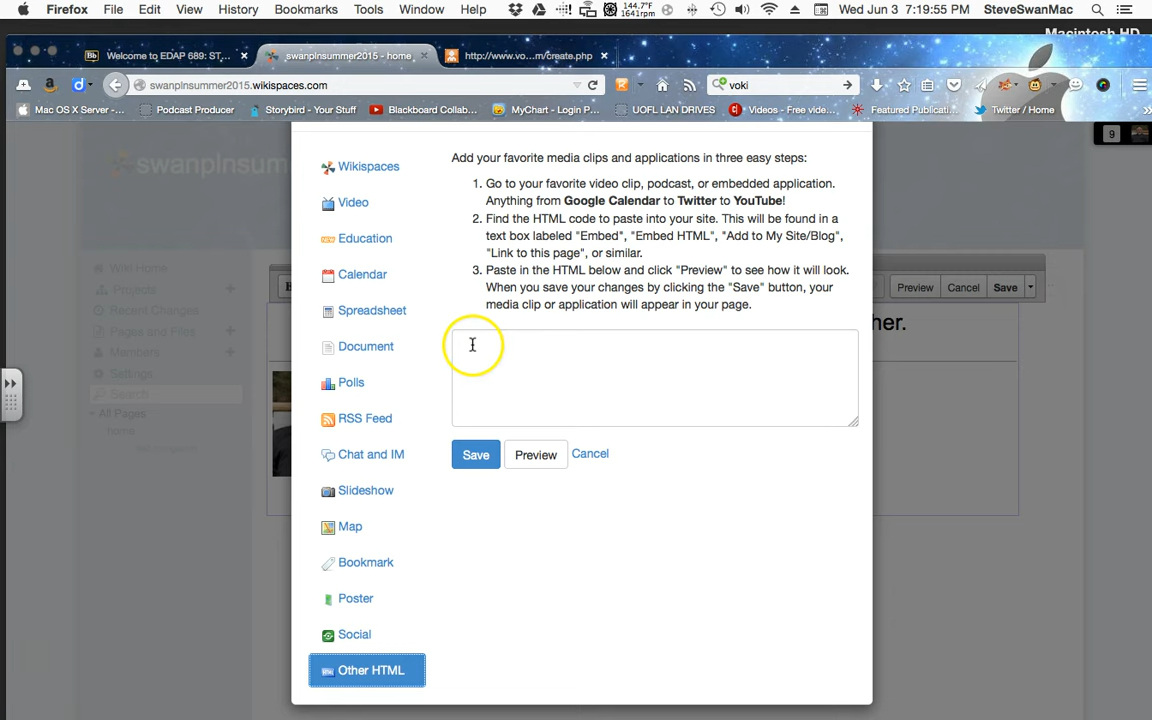 Firefox File Edit View History Bookmarks Tools Window Help 144.7°F 1641rpm Wed Jun 3 7:19:55 PM SteveSwanMac
Macintosh HD
Bb Welcome to EDAP 689: ST... × swanplnsummer2015 - home × http://www.vo...m/create.php ×
swanplnsummer2015.wikispaces.com voki
Mac OS X Server -... Podcast Producer Storybird - Your Stuff Blackboard Collab... MyChart - Login P... UOFL LAN DRIVES Videos - Free vide... Featured Publicati... Twitter / Home
9
swanplnsumm
Wikispaces
Video
Education
Calendar
Spreadsheet
Document
Polls
RSS Feed
Chat and IM
Slideshow
Map
Bookmark
Poster
Social
Other HTML
Add your favorite media clips and applications in three easy steps:
1. Go to your favorite video clip, podcast, or embedded application.
Anything from Google Calendar to Twitter to YouTube!
2. Find the HTML code to paste into your site. This will be found in a
text box labeled "Embed", "Embed HTML", "Add to My Site/Blog",
"Link to this page", or similar.
3. Paste in the HTML below and click "Preview" to see how it will look.
When you save your changes by clicking the "Save" button, your
media clip or application will appear in your page.
Save Preview Cancel
Wiki Home
Projects
Recent Changes
Pages and Files
Members
Settings
Search
All Pages
home
Preview Cancel Save
her.